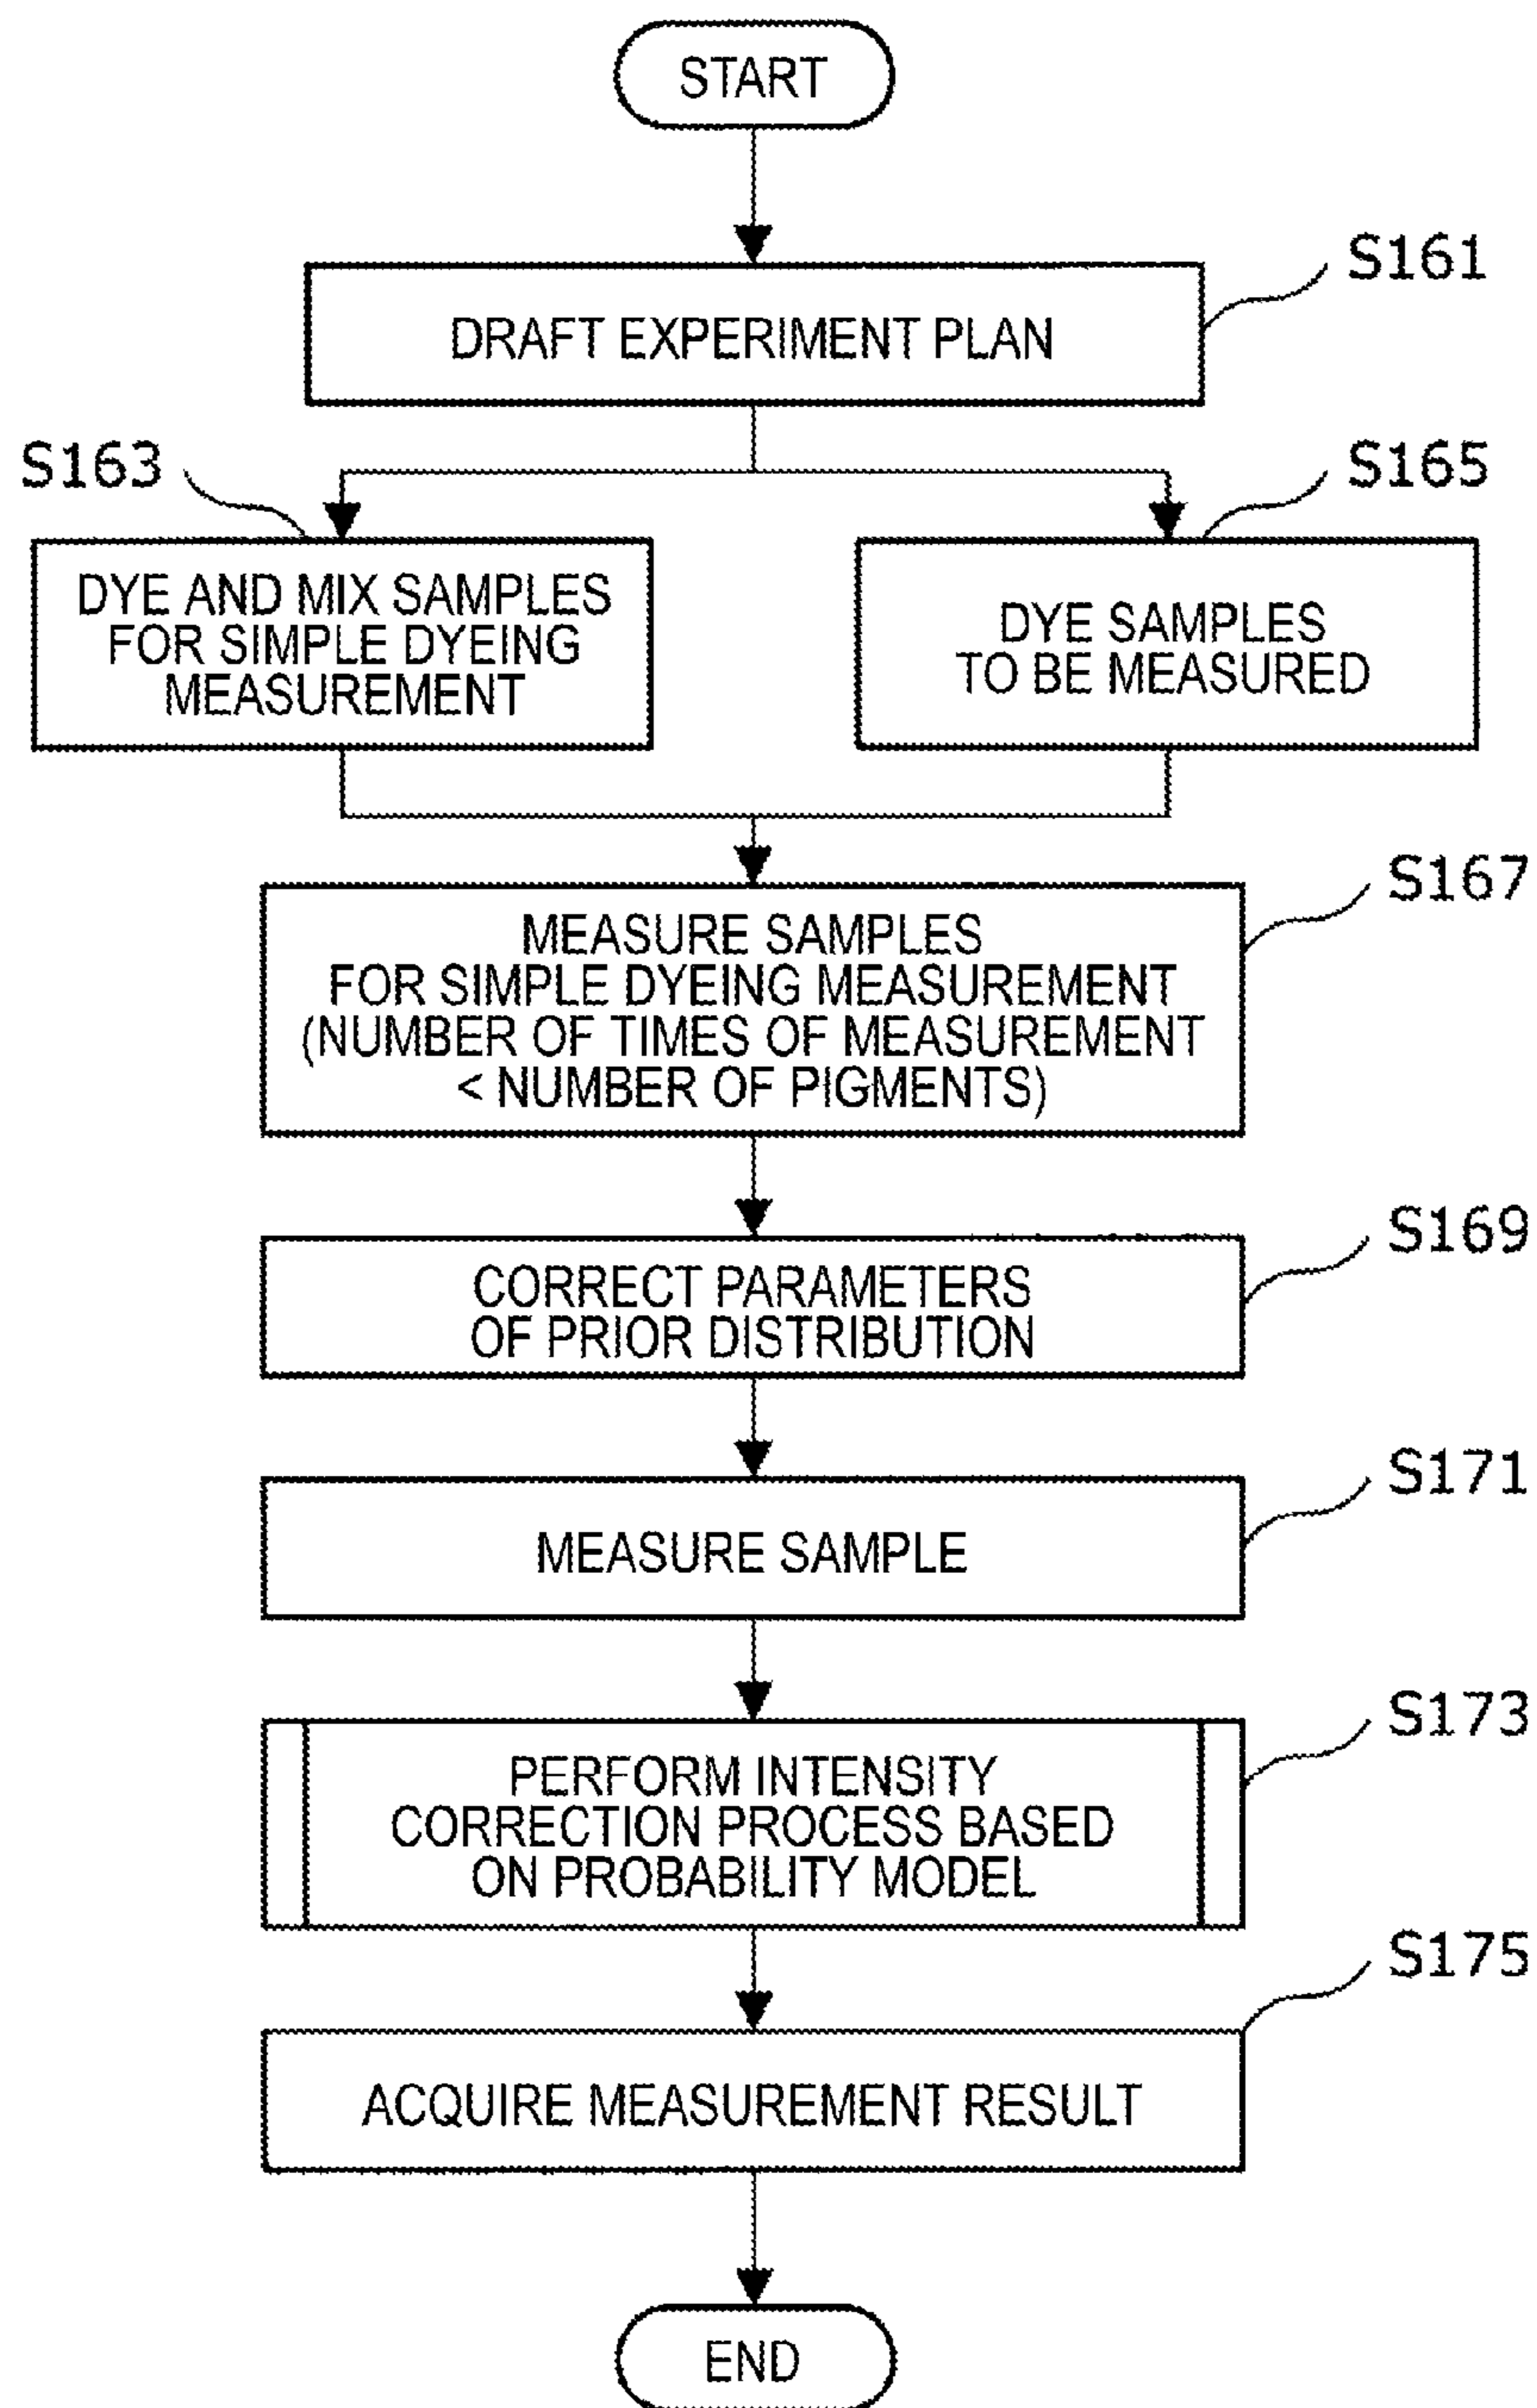 START
S161
DRAFT EXPERIMENT PLAN
S163
S165
DYE AND MIX SAMPLES
FOR SIMPLE DYEING
MEASUREMENT
DYE SAMPLES
TO BE MEASURED
S167
MEASURE SAMPLES
FOR SIMPLE DYEING MEASUREMENT
(NUMBER OF TIMES OF MEASUREMENT
< NUMBER OF PIGMENTS)
S169
CORRECT PARAMETERS
OF PRIOR DISTRIBUTION
S171
MEASURE SAMPLE
S173
PERFORM INTENSITY
CORRECTION PROCESS BASED
ON PROBABILITY MODEL
S175
ACQUIRE MEASUREMENT RESULT
END